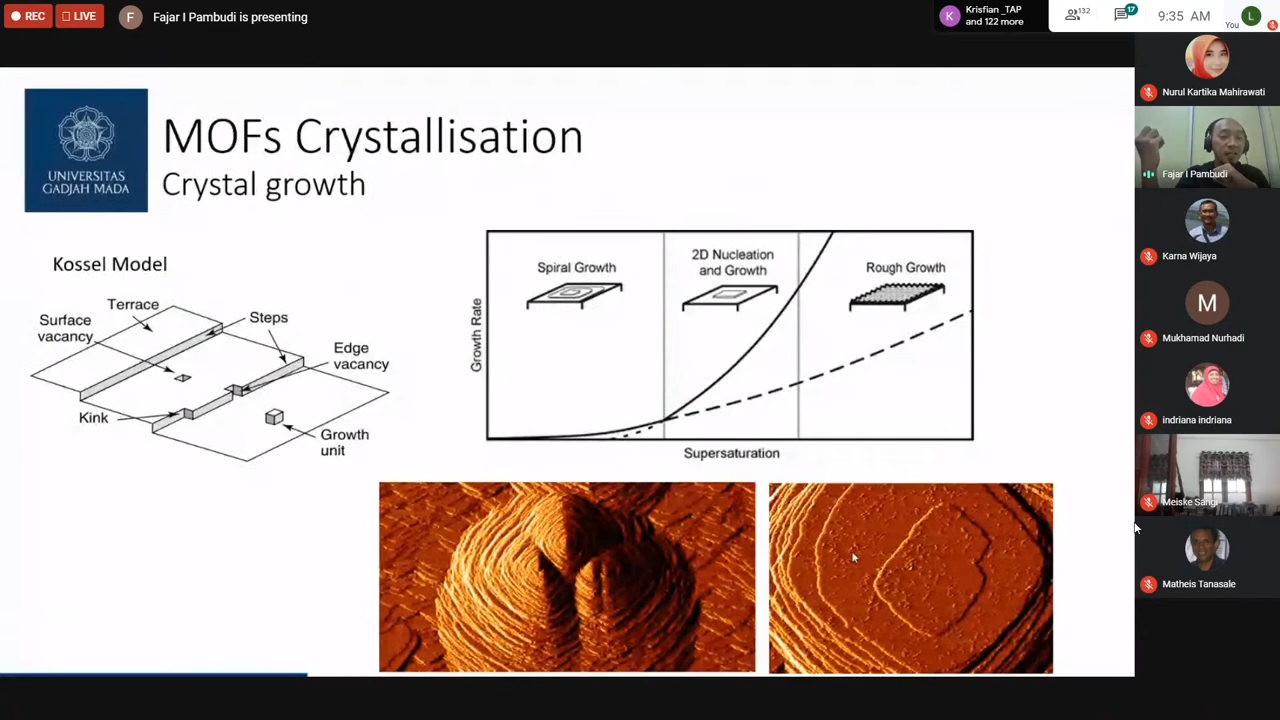 REC
LIVE
F
Fajar I Pambudi is presenting
K
Krisfian _TAP
and 122 more
132
17
9:35 AM
L
You
UNIVERSITAS
GADJAH MADA
MOFs Crystallisation
Crystal growth
Kossel Model
Terrace
Surface
vacancy
Steps
Edge
vacancy
Kink
Growth
unit
Growth Rate
Spiral Growth
2D Nucleation
and Growth
Rough Growth
Supersaturation
Nurul Kartika Mahirawati
Fajar I Pambudi
Karna Wijaya
M
Mukhamad Nurhadi
indriana indriana
Meiske Sangi
Matheis Tanasale